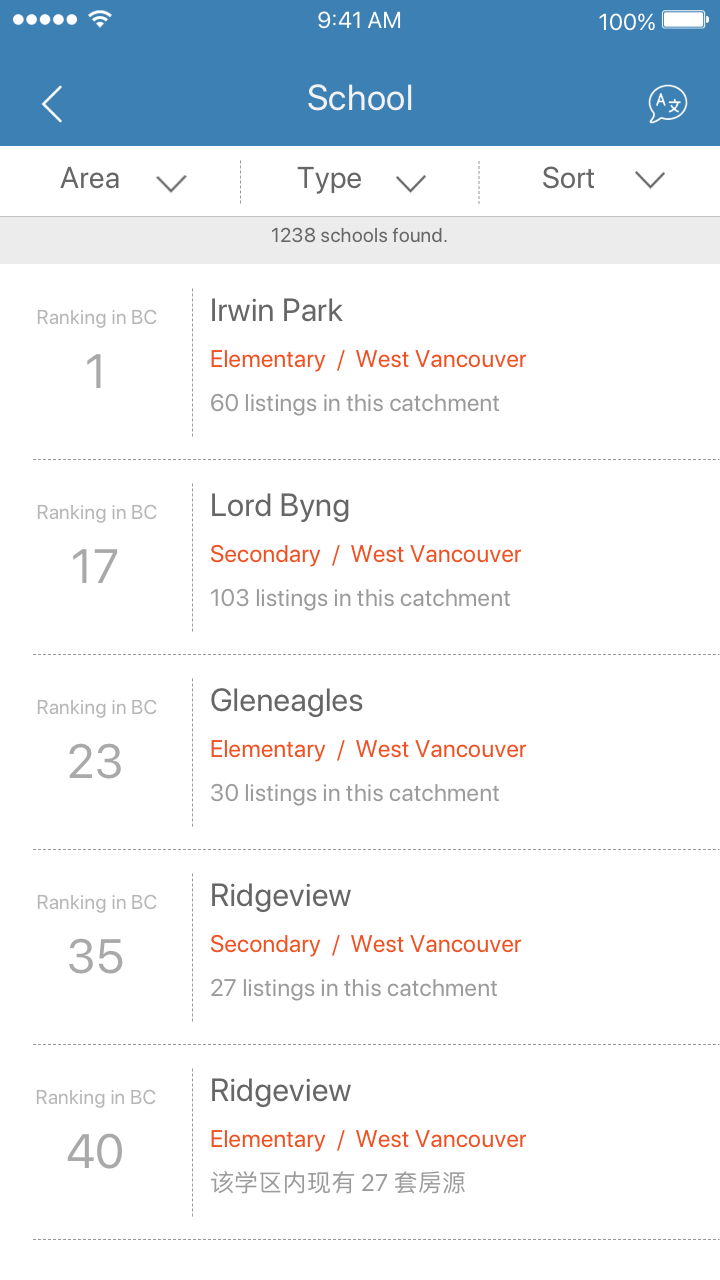 9:41 AM 100%
School A文
Area Type Sort
1238 schools found.
Ranking in BC
1
Irwin Park
Elementary / West Vancouver
60 listings in this catchment
Ranking in BC
17
Lord Byng
Secondary / West Vancouver
103 listings in this catchment
Ranking in BC
23
Gleneagles
Elementary / West Vancouver
30 listings in this catchment
Ranking in BC
35
Ridgeview
Secondary / West Vancouver
27 listings in this catchment
Ranking in BC
40
Ridgeview
Elementary / West Vancouver
该学区内现有 27 套房源